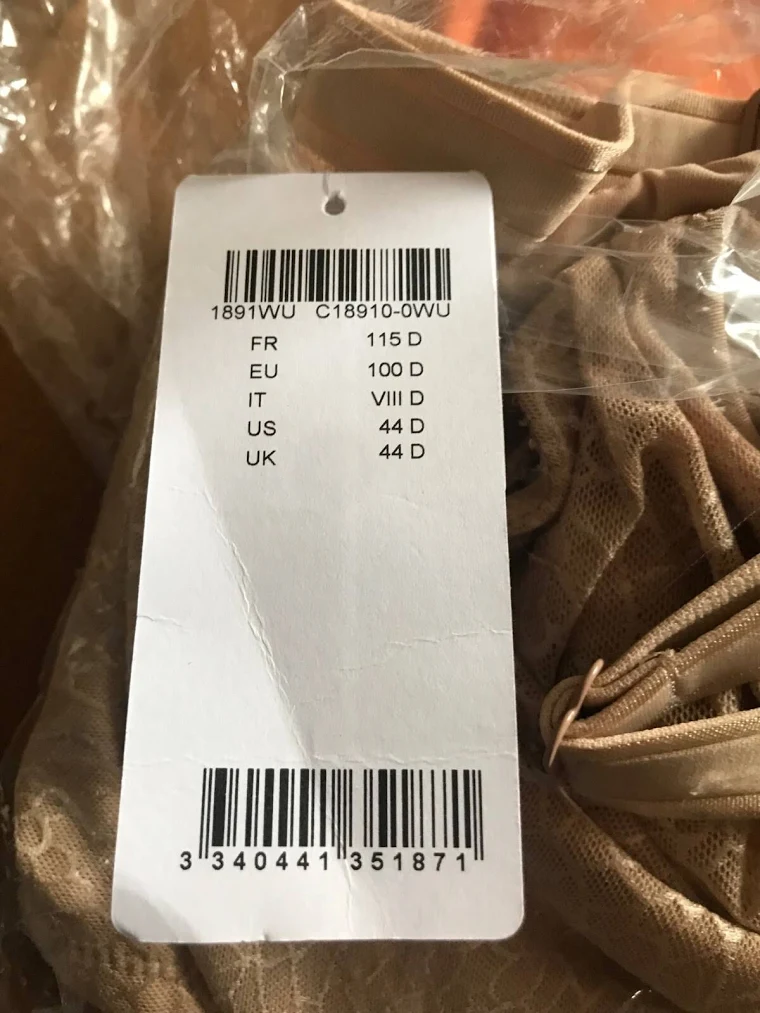 1891WU C18910-0WU
FR 115 D
EU 100 D
IT VIII D
US 44 D
UK 44 D
3 340441 351871